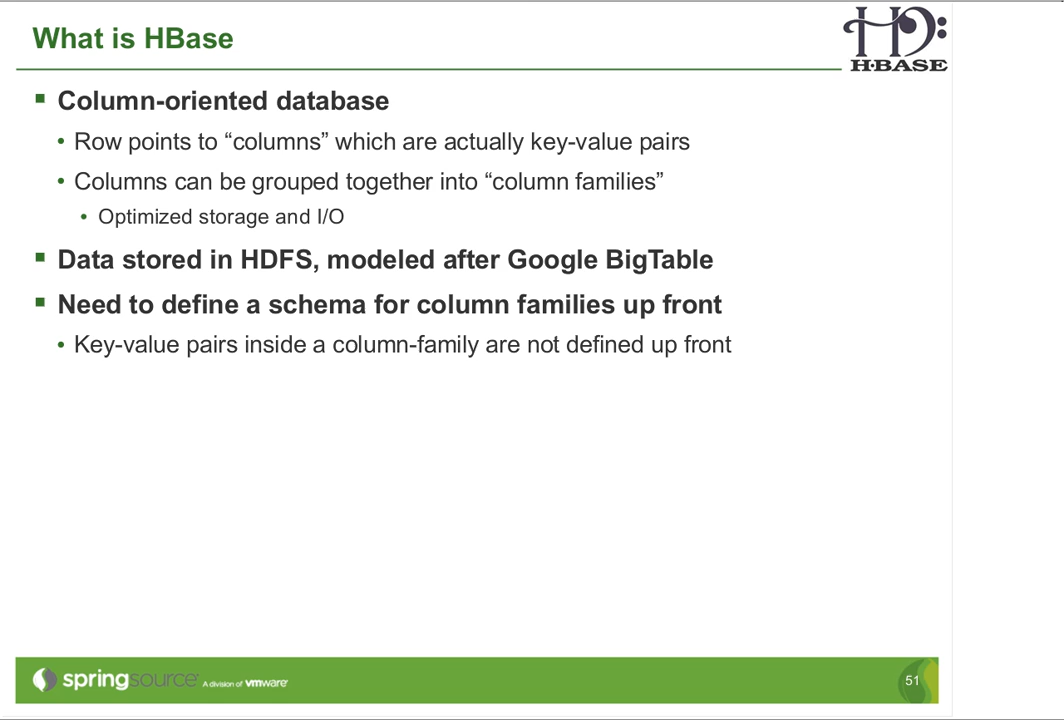 What is HBase
H·BASE
▪ Column-oriented database
• Row points to “columns” which are actually key-value pairs
• Columns can be grouped together into “column families”
• Optimized storage and I/O
▪ Data stored in HDFS, modeled after Google BigTable
▪ Need to define a schema for column families up front
• Key-value pairs inside a column-family are not defined up front
springsource A division of vmware
51